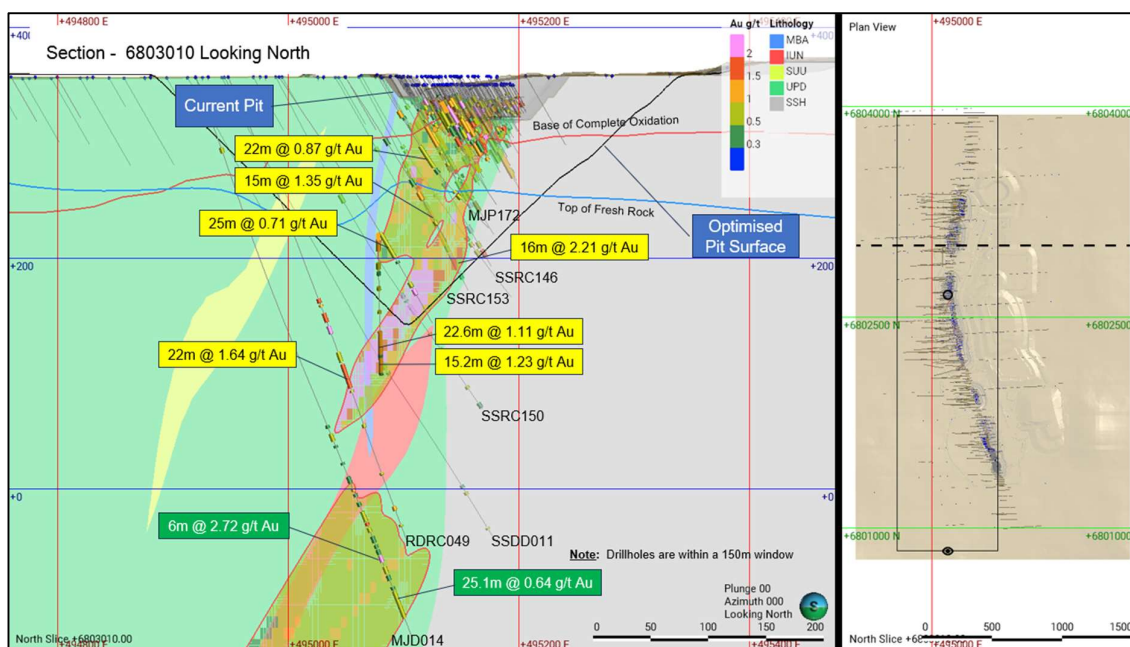 +400
+495000 E
+495200 E
+400
Section - 6803010 Looking North
Au g/t
2
1.5
1
0.5
0.3
Lithology
MBA
IUN
SUU
UPD
SSH
Current Pit
Base of Complete Oxidation
22m @ 0.87 g/t Au
15m @ 1.35 g/t Au
MJP172
Top of Fresh Rock
25m @ 0.71 g/t Au
Optimised
Pit Surface
16m @ 2.21 g/t Au
+200
+200
SSRC146
SSRC153
22.6m @ 1.11 g/t Au
22m @ 1.64 g/t Au
15.2m @ 1.23 g/t Au
SSRC150
+0
+0
6m @ 2.72 g/t Au
RDRC049
SSDD011
Note: Drillholes are within a 150m window
25.1m @ 0.64 g/t Au
Plunge 00
Azimuth 000
Looking North
S
0 50 100 150 200
MJD014
North Slice +6803010.00
+494800 E
+495000 E
+495200 E
Plan View
+495000 E
+6804000 N
+6804000 N
+6802500 N
+6802500 N
+6801000 N
+6801000 N
0 500 1000 1500
+495000 E